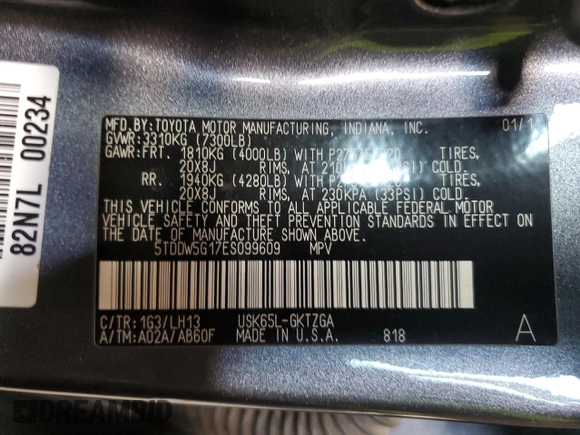 82N7L 00234
MFD.BY: TOYOTA MOTOR MANUFACTURING, INDIANA, INC. 01/1
GVWR: 3310KG (7300LB)
GAWR: FRT. 1810KG (4000LB) WITH TIRES,
20X8J RIMS, AT COLD.
RR. 1940KG (4280LB) WITH
20X8J RIMS, AT 230KPA (33PSI) COLD.
THIS VEHICLE CONFORMS TO ALL APPLICABLE FEDERAL MOTOR
VEHICLE SAFETY AND THEFT PREVENTION STANDARDS IN EFFECT ON
THE DATE OF MANUFACTURE SHOWN ABOVE.
5TDDW5G17ES099609 MPV
C/TR: 1G3/LH13 USK65L-GKTZGA
A/TM: A02A/AB60F MADE IN U.S.A. 818 A
DREAMBID